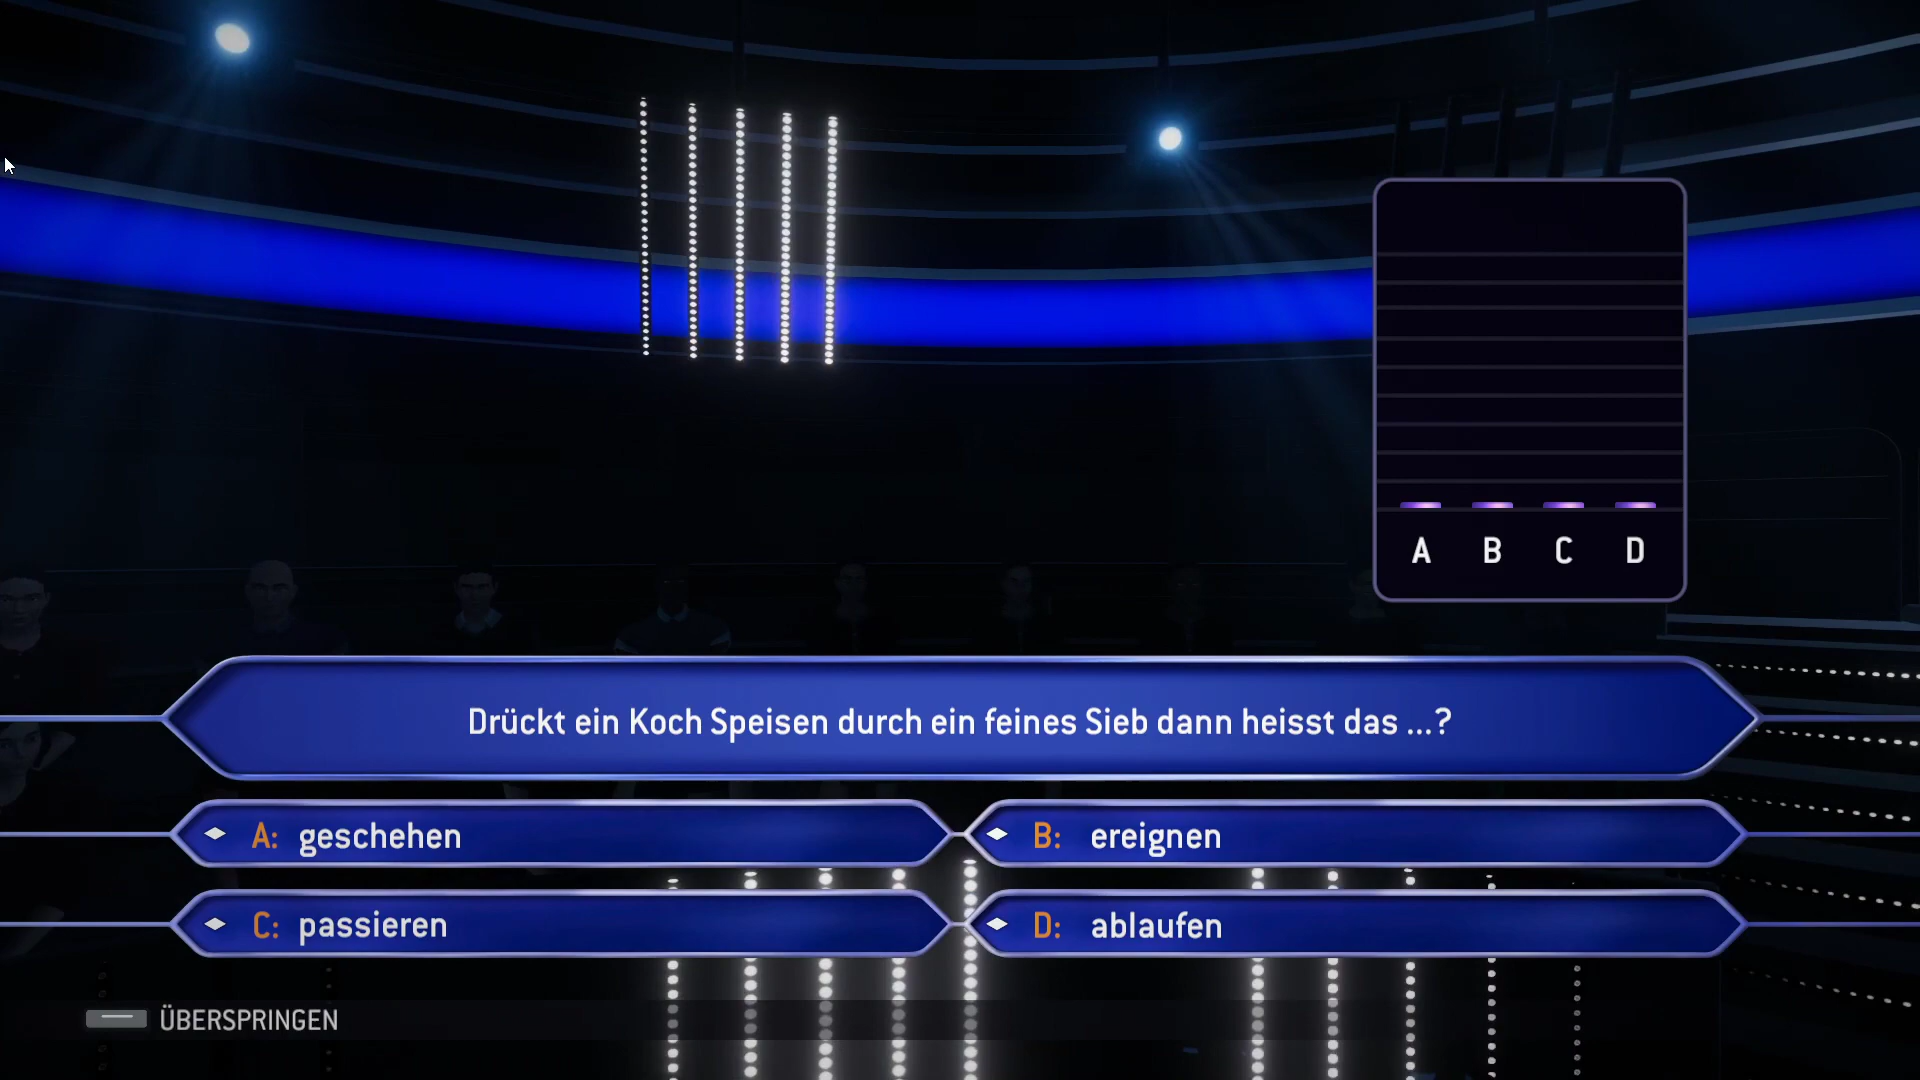 A B C D
Drückt ein Koch Speisen durch ein feines Sieb dann heisst das ...?
A: geschehen
B: ereignen
C: passieren
D: ablaufen
ÜBERSPRINGEN